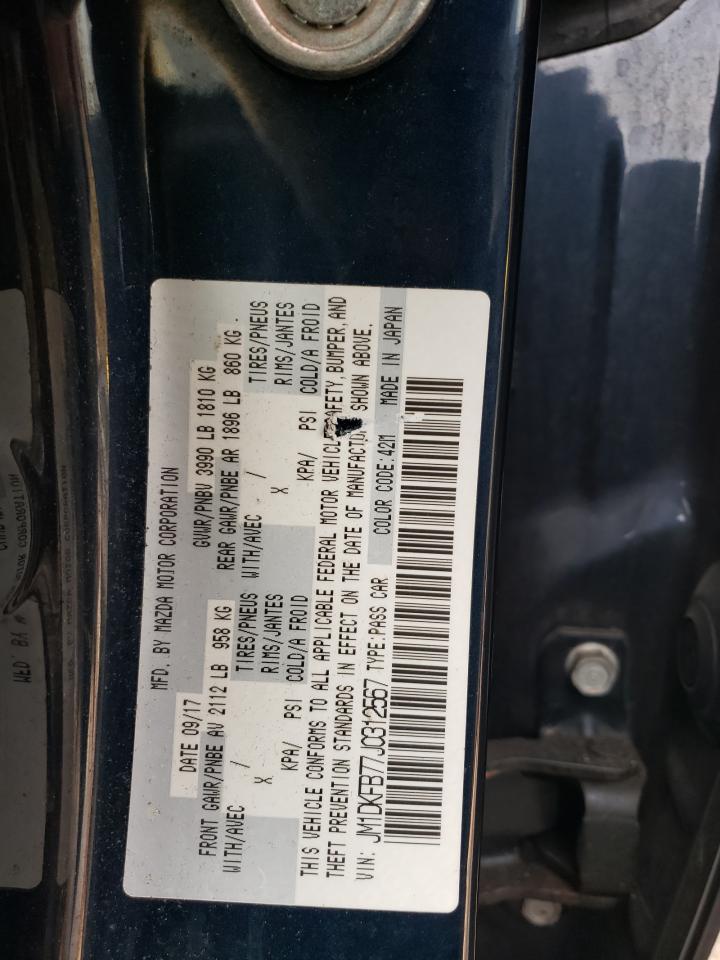 MFD. BY MAZDA MOTOR CORPORATION
DATE 09/17 GVWR/PNBV 3990 LB 1810 KG
FRONT GAWR/PNBE AV 2112 LB 958 KG REAR GAWR/PNBE AR 1896 LB 860 KG
WITH/AVEC / TIRES/PNEUS WITH/AVEC / TIRES/PNEUS
X RIMS/JANTES X RIMS/JANTES
KPA/ PSI COLD/A FROID KPA/ PSI COLD/A FROID
THIS VEHICLE CONFORMS TO ALL APPLICABLE FEDERAL MOTOR VEHICLE SAFETY, BUMPER, AND
THEFT PREVENTION STANDARDS IN EFFECT ON THE DATE OF MANUFACTURE SHOWN ABOVE.
VIN: JM1DKFB77J0312567 TYPE:PASS CAR COLOR CODE:42M MADE IN JAPAN